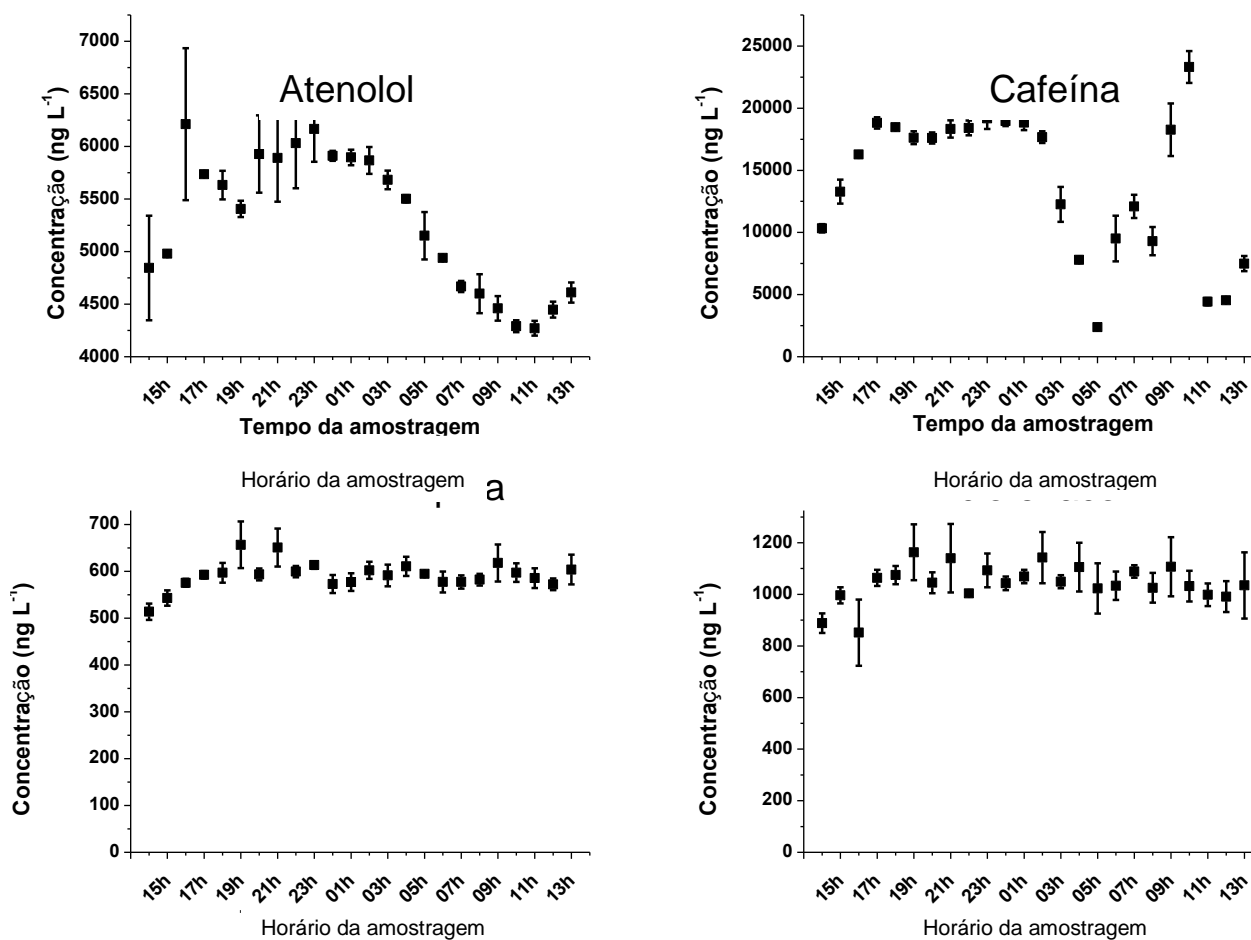 Atenolol
Concentração (ng L-1)
7000
6500
6000
5500
5000
4500
4000
15h 17h 19h 21h 23h 01h 03h 05h 07h 09h 11h 13h
Tempo da amostragem
Horário da amostragem
Cafeína
Concentração (ng L-1)
25000
20000
15000
10000
5000
0
15h 17h 19h 21h 23h 01h 03h 05h 07h 09h 11h 13h
Tempo da amostragem
Horário da amostragem
a
Concentração (ng L-1)
700
600
500
400
300
200
100
0
15h 17h 19h 21h 23h 01h 03h 05h 07h 09h 11h 13h
Horário da amostragem
Concentração (ng L-1)
1200
1000
800
600
400
200
0
15h 17h 19h 21h 23h 01h 03h 05h 07h 09h 11h 13h
Horário da amostragem